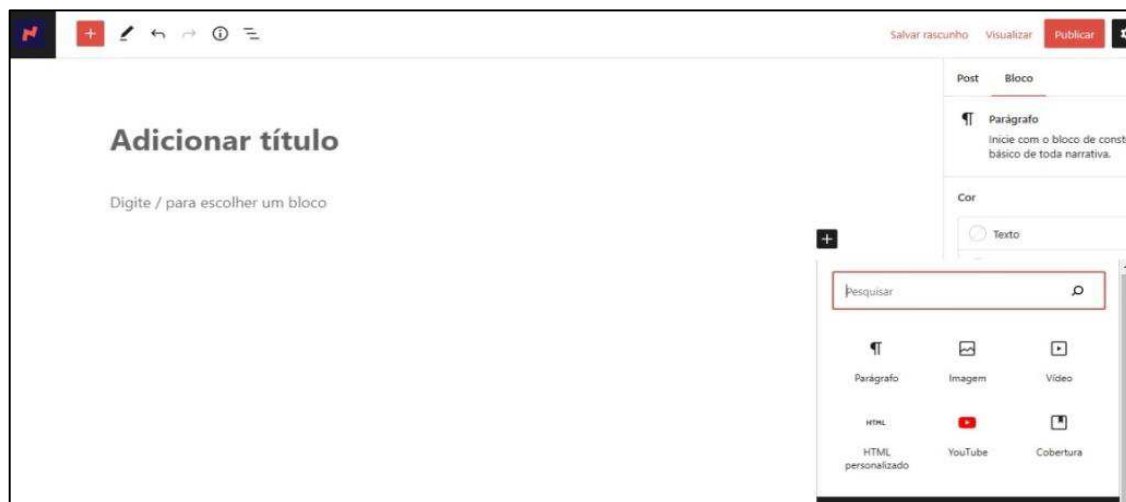 Salvar rascunho Visualizar Publicar
Post Bloco
Adicionar título
Parágrafo
Inicie com o bloco de const
básico de toda narrativa.
Digite / para escolher um bloco
Cor
Texto
Pesquisar
Parágrafo Imagem Vídeo
HTML
HTML YouTube Cobertura
personalizado